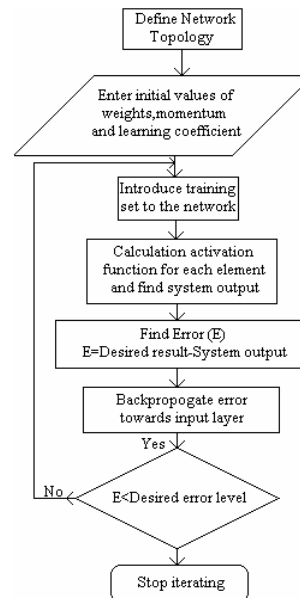 Define Network
Topology
Enter initial values of
weights,momentum
and learning coefficient
Introduce training
set to the network
Calculation activation
function for each element
and find system output
Find Error (E)
E=Desired result-System output
Backpropogate error
towards input layer
Yes
No
E<Desired error level
Stop iterating